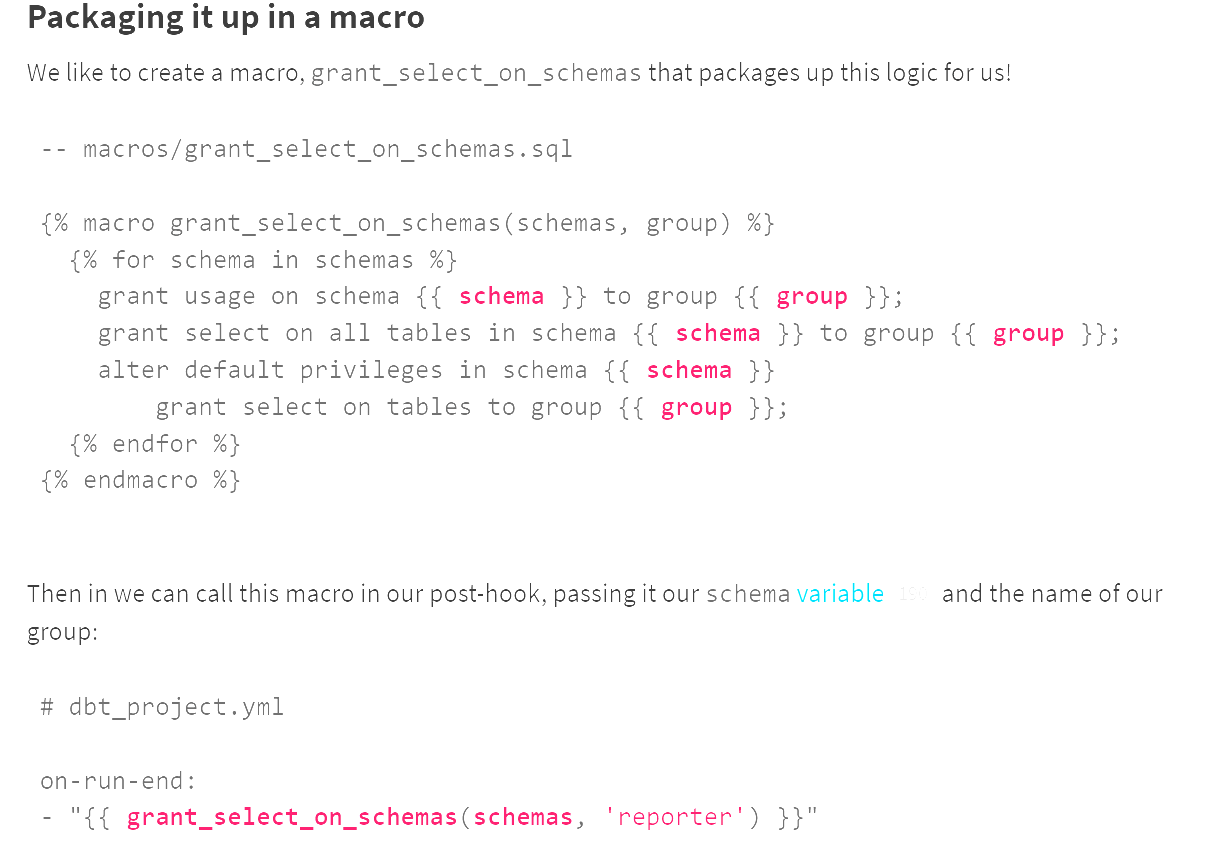 Packaging it up in a macro
We like to create a macro, grant_select_on_schemas that packages up this logic for us!
-- macros/grant_select_on_schemas.sql
{% macro grant_select_on_schemas(schemas, group) %}
  {% for schema in schemas %}
    grant usage on schema {{ schema }} to group {{ group }};
    grant select on all tables in schema {{ schema }} to group {{ group }};
    alter default privileges in schema {{ schema }}
        grant select on tables to group {{ group }};
  {% endfor %}
{% endmacro %}
Then in we can call this macro in our post-hook, passing it our schema variable and the name of our
group:
# dbt_project.yml
on-run-end:
- "{{ grant_select_on_schemas(schemas, 'reporter') }}"